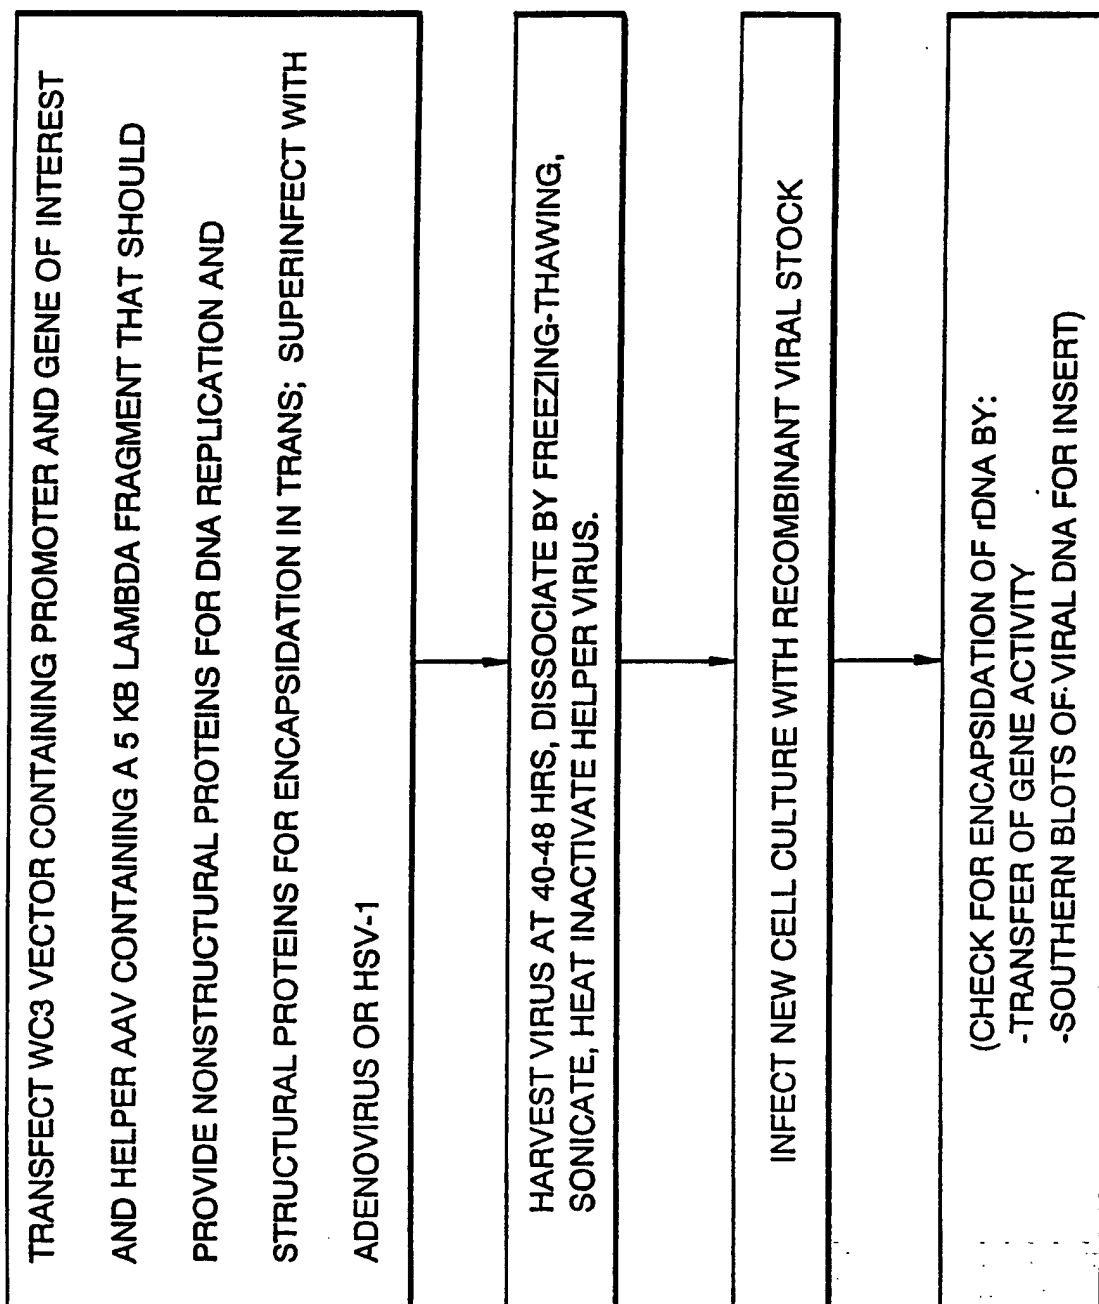 TRANSFECT WC3 VECTOR CONTAINING PROMOTER AND GENE OF INTEREST
AND HELPER AAV CONTAINING A 5 KB LAMBDA FRAGMENT THAT SHOULD
PROVIDE NONSTRUCTURAL PROTEINS FOR DNA REPLICATION AND
STRUCTURAL PROTEINS FOR ENCAPSIDATION IN TRANS; SUPERINFECT WITH
ADENOVIRUS OR HSV-1
HARVEST VIRUS AT 40-48 HRS, DISSOCIATE BY FREEZING-THAWING,
SONICATE, HEAT INACTIVATE HELPER VIRUS.
INFECT NEW CELL CULTURE WITH RECOMBINANT VIRAL STOCK
(CHECK FOR ENCAPSIDATION OF rDNA BY:
-TRANSFER OF GENE ACTIVITY
-SOUTHERN BLOTS OF VIRAL DNA FOR INSERT)